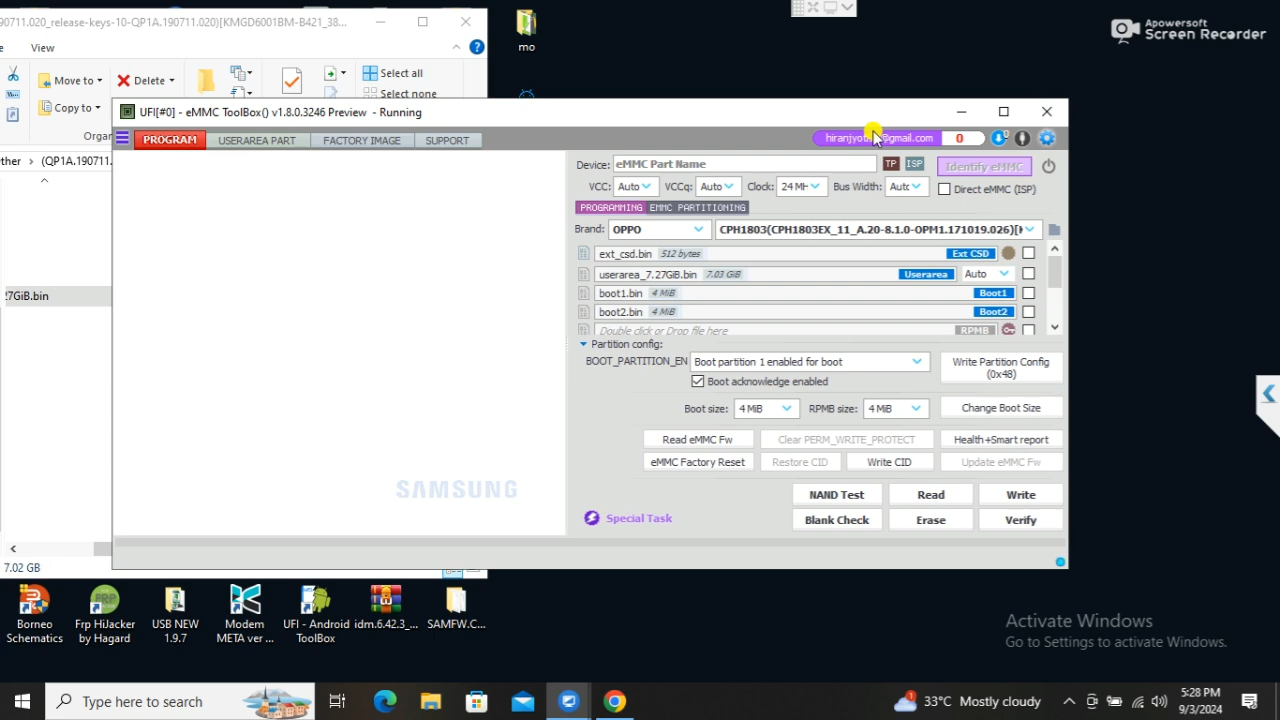 190711.020_release-keys-10-QP1A.190711.020)[KMGD6001BM-B421_38...
View
Move to
Delete
Select all
Copy to
Select none
Organ
ther > (QP1A.190711.
27GiB.bin
7.02 GB
mo
Apowersoft
Screen Recorder
UFI[#0] - eMMC ToolBox() v1.8.0.3246 Preview - Running
PROGRAM
USERAREA PART
FACTORY IMAGE
SUPPORT
@gmail.com
0
0
Device: eMMC Part Name
TP
ISP
Identify eMMC
VCC: Auto
VCCq: Auto
Clock: 24 MH
Bus Width: Auto
Direct eMMC (ISP)
PROGRAMMING
EMMC PARTITIONING
Brand: OPPO
CPH1803(CPH1803EX_11_A.20-8.1.0-OPM1.171019.026)[
ext_csd.bin 512 bytes Ext CSD
userarea_7.27GiB.bin 7.03 GiB Userarea Auto
boot1.bin 4 MiB Boot1
boot2.bin 4 MiB Boot2
Double click or Drop file here RPMB
Partition config:
BOOT_PARTITION_EN Boot partition 1 enabled for boot
Write Partition Config
(0x48)
Boot acknowledge enabled
Boot size: 4 MiB
RPMB size: 4 MiB
Change Boot Size
Read eMMC Fw
Clear PERM_WRITE_PROTECT
Health+Smart report
eMMC Factory Reset
Restore CID
Write CID
Update eMMC Fw
SAMSUNG
NAND Test
Read
Write
Special Task
Blank Check
Erase
Verify
Borneo
Schematics
Frp HiJacker
by Hagard
USB NEW
1.9.7
Modem
META ver ...
UFI - Android
ToolBox
idm.6.42.3_...
SAMFW.C...
Activate Windows
Go to Settings to activate Windows.
Type here to search
1
33°C Mostly cloudy
5:28 PM
9/3/2024